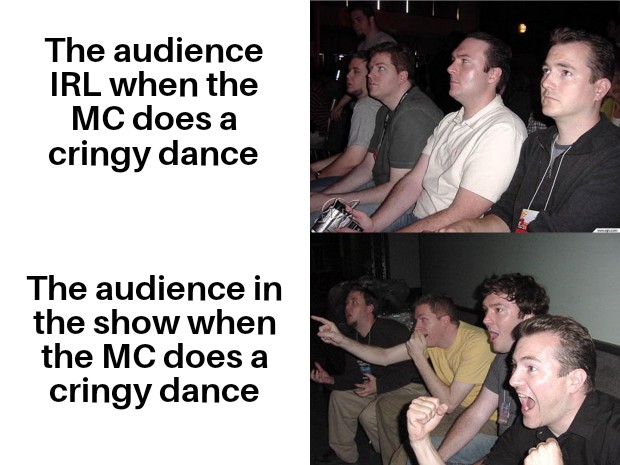 The audience
IRL when the
MC does a
cringy dance
The audience in
the show when
the MC does a
cringy dance